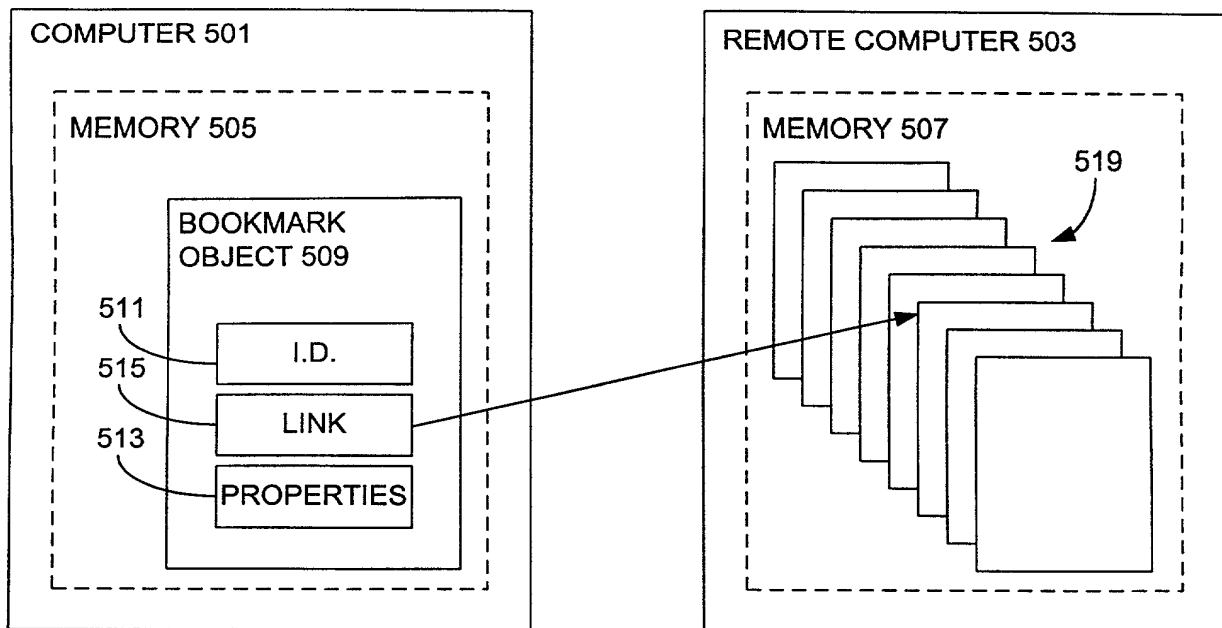 COMPUTER 501
MEMORY 505
BOOKMARK
OBJECT 509
511
I.D.
515
LINK
513
PROPERTIES
REMOTE COMPUTER 503
MEMORY 507
519